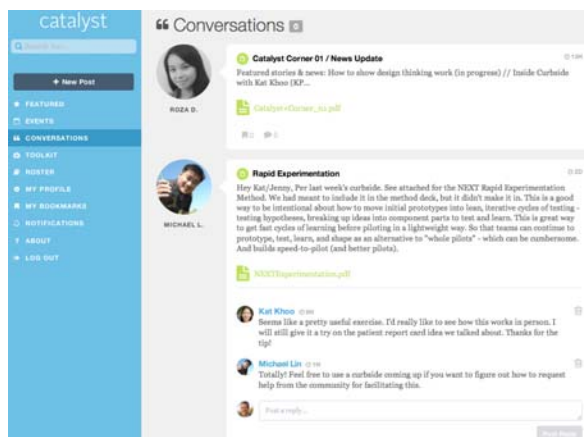 catalyst
+ New Post
FEATURED
EVENTS
CONVERSATIONS
TOOLKIT
ROSTER
MY PROFILE
MY BOOKMARKS
NOTIFICATIONS
? ABOUT
LOG OUT
Conversations
ROZA D.
Catalyst Corner 01 / News Update
Featured stories & news: How to show design thinking work (in progress) // Inside Curbside
with Kat Khoo (KP...
Catalyst+Corner_01.pdf
0 0
MICHAEL L.
Rapid Experimentation
Hey Kat/Jenny, Per last week's curbside. See attached for the NEXT Rapid Experimentation
Method. We had meant to include it in the method deck, but it didn't make it in. This is a good
way to be intentional about how to move initial prototypes into lean, iterative cycles of testing -
testing hypotheses, breaking up ideas into component parts to test and learn. This is great way
to get fast cycles of learning before piloting in a lightweight way. So that teams can continue to
prototype, test, learn, and shape as an alternative to "whole pilots" - which can be cumbersome.
And builds speed-to-pilot (and better pilots).
NEXTExperimentation.pdf
Kat Khoo
Seems like a pretty useful exercise. I'd really like to see how this works in person. I
will still give it a try on the patient report card idea we talked about. Thanks for the
tip!
Michael Lin
Totally! Feel free to use a curbside coming up if you want to figure out how to request
help from the community for facilitating this.
Post a reply...
Post Reply